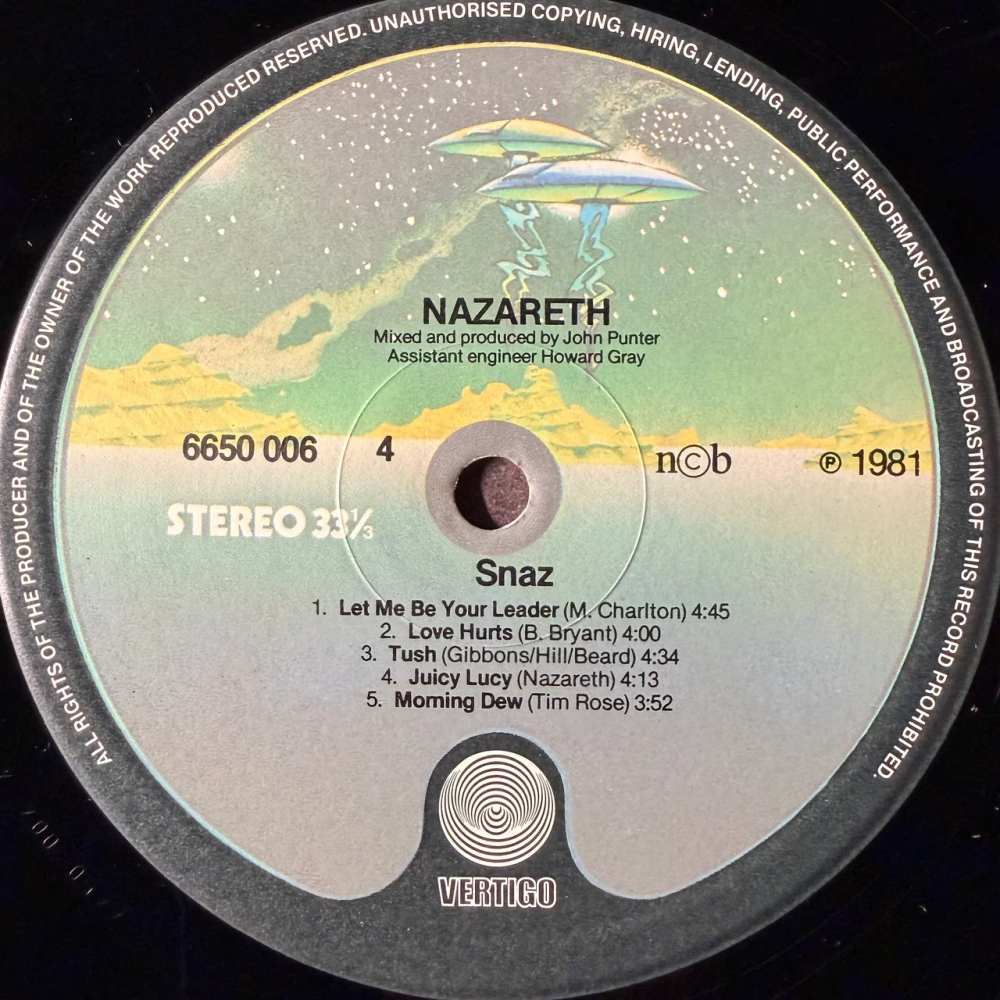 ALL RIGHTS OF THE PRODUCER AND OF THE OWNER OF THE WORK REPRODUCED RESERVED. UNAUTHORISED COPYING, HIRING, LENDING, PUBLIC PERFORMANCE AND BROADCASTING OF THIS RECORD PROHIBITED.
NAZARETH
Mixed and produced by John Punter
Assistant engineer Howard Gray
6650 006 4 n©b ℗ 1981
STEREO 33⅓
Snaz
1. Let Me Be Your Leader (M. Charlton) 4:45
2. Love Hurts (B. Bryant) 4:00
3. Tush (Gibbons/Hill/Beard) 4:34
4. Juicy Lucy (Nazareth) 4:13
5. Morning Dew (Tim Rose) 3:52
VERTIGO